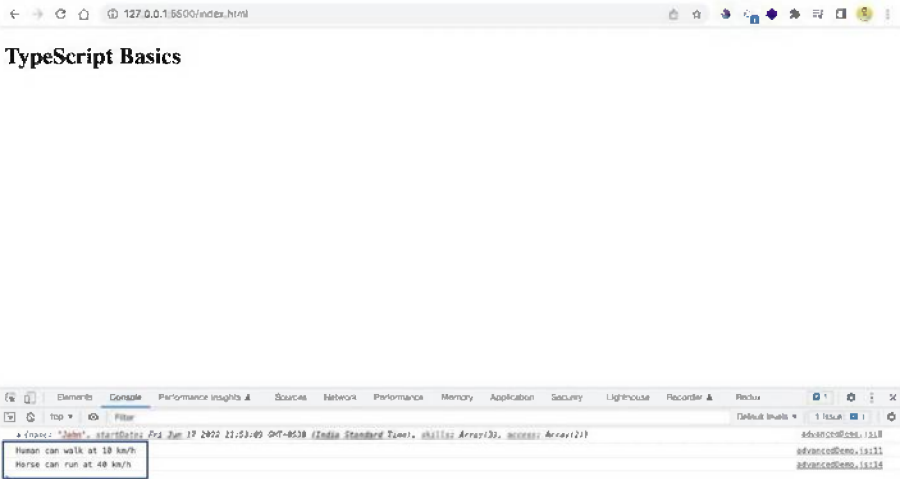 127.0.0.1:5500/index.html
TypeScript Basics
Elements Console Performance insights Sources Network Performance Memory Application Security Lighthouse Recorder Redux 1
top Filter Default levels 1 Issue 1
{name: "John", startDate: Fri Jun 17 2022 21:53:09 GMT+0530 (India Standard Time), skills: Array(3), access: Array(2)} advancedDemo.js:8
Human can walk at 10 km/h advancedDemo.js:11
Horse can run at 40 km/h advancedDemo.js:14